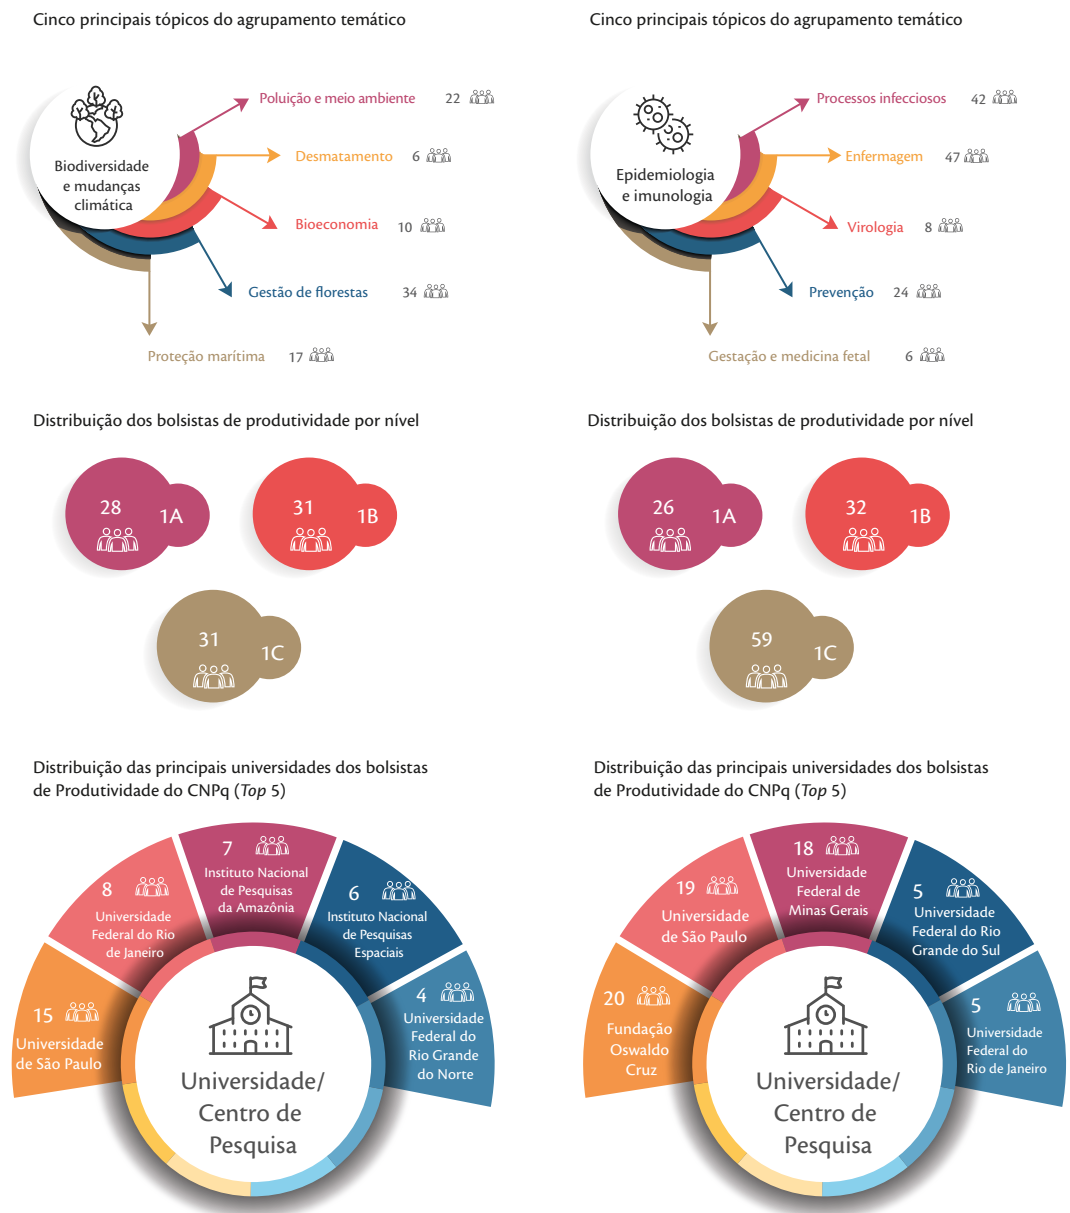 Cinco principais tópicos do agrupamento temático
Biodiversidade
e mudanças
climática
Poluição e meio ambiente 22
Desmatamento 6
Bioeconomia 10
Gestão de florestas 34
Proteção marítima 17
Distribuição dos bolsistas de produtividade por nível
28
1A
31
1B
31
1C
Distribuição das principais universidades dos bolsistas
de Produtividade do CNPq (Top 5)
15
Universidade
de São Paulo
8
Universidade
Federal do Rio
de Janeiro
7
Instituto Nacional
de Pesquisas
da Amazônia
6
Instituto Nacional
de Pesquisas
Espaciais
4
Universidade
Federal do
Rio Grande
do Norte
Universidade/
Centro de
Pesquisa
Cinco principais tópicos do agrupamento temático
Epidemiologia
e imunologia
Processos infecciosos 42
Enfermagem 47
Virologia 8
Prevenção 24
Gestação e medicina fetal 6
Distribuição dos bolsistas de produtividade por nível
26
1A
32
1B
59
1C
Distribuição das principais universidades dos bolsistas
de Produtividade do CNPq (Top 5)
20
Fundação
Oswaldo
Cruz
19
Universidade
de São Paulo
18
Universidade
Federal de
Minas Gerais
5
Universidade
Federal do Rio
Grande do Sul
5
Universidade
Federal do
Rio de Janeiro
Universidade/
Centro de
Pesquisa